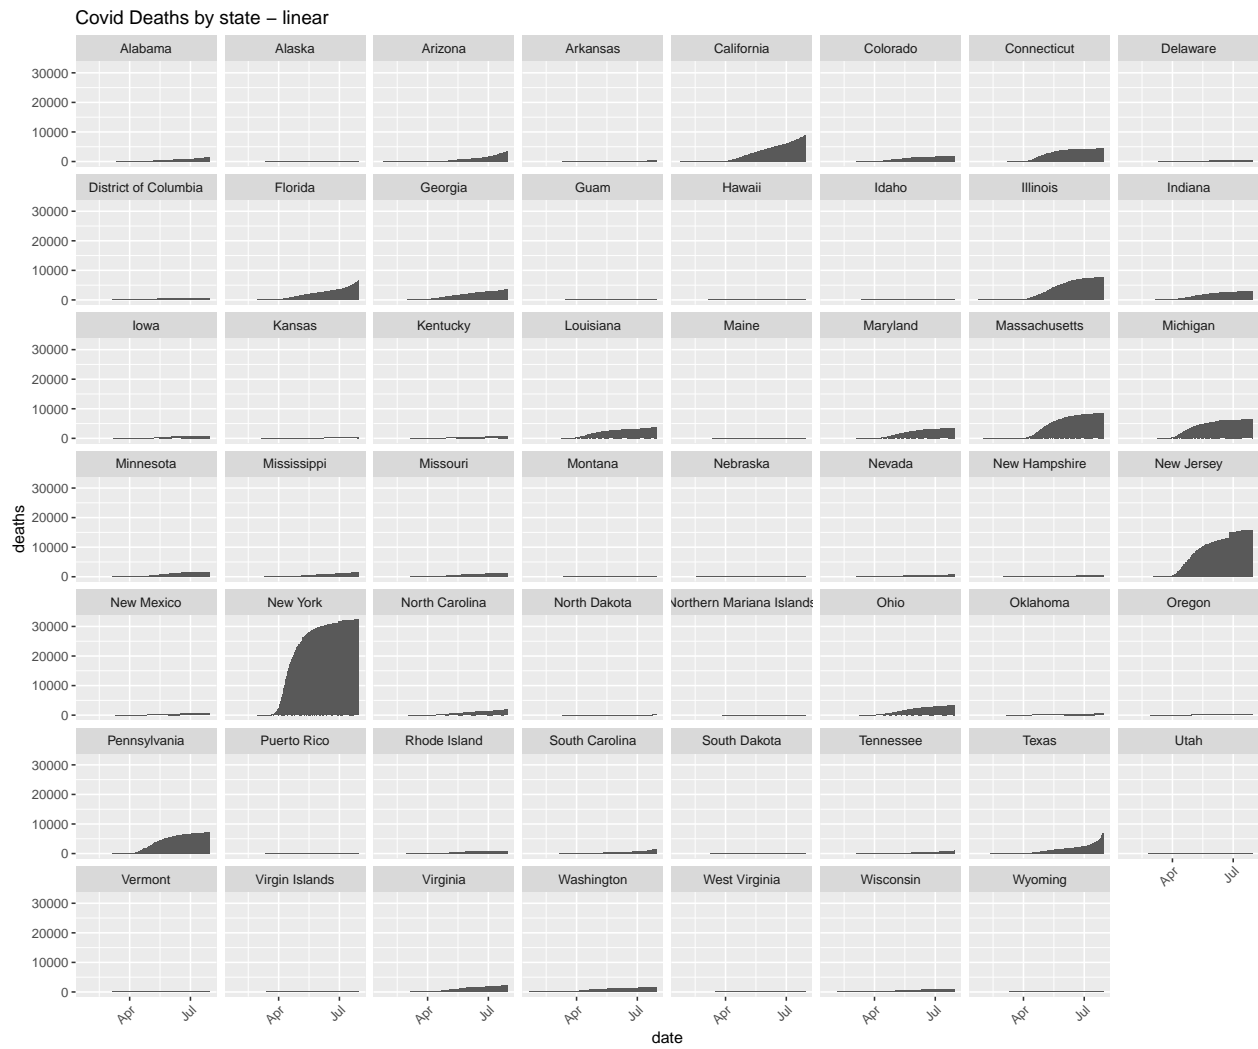 Covid Deaths by state – linear
Alabama Alaska Arizona Arkansas California Colorado Connecticut Delaware
30000
20000
10000
0
District of Columbia Florida Georgia Guam Hawaii Idaho Illinois Indiana
30000
20000
10000
0
Iowa Kansas Kentucky Louisiana Maine Maryland Massachusetts Michigan
30000
20000
10000
0
Minnesota Mississippi Missouri Montana Nebraska Nevada New Hampshire New Jersey
30000
20000
10000
0
deaths
New Mexico New York North Carolina North Dakota Northern Mariana Islands Ohio Oklahoma Oregon
30000
20000
10000
0
Pennsylvania Puerto Rico Rhode Island South Carolina South Dakota Tennessee Texas Utah
30000
20000
10000
0
Apr Jul
Vermont Virgin Islands Virginia Washington West Virginia Wisconsin Wyoming
30000
20000
10000
0
Apr Jul Apr Jul Apr Jul Apr Jul Apr Jul Apr Jul Apr Jul
date